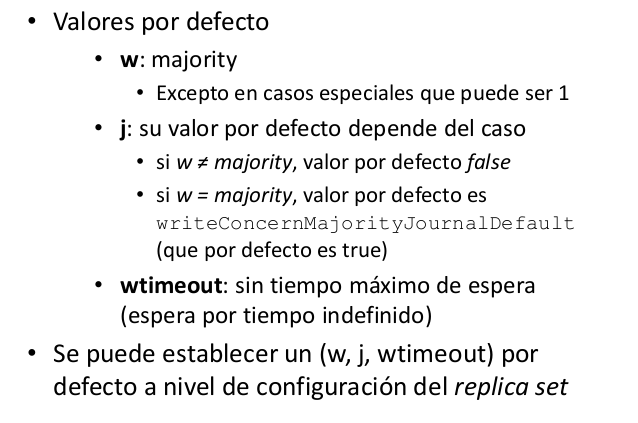 • Valores por defecto
• w: majority
• Excepto en casos especiales que puede ser 1
• j: su valor por defecto depende del caso
• si w ≠ majority, valor por defecto false
• si w = majority, valor por defecto es
writeConcernMajorityJournalDefault
(que por defecto es true)
• wtimeout: sin tiempo máximo de espera
(espera por tiempo indefinido)
• Se puede establecer un (w, j, wtimeout) por
defecto a nivel de configuración del replica set